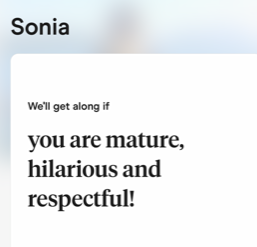 Sonia
We'll get along if
you are mature,
hilarious and
respectful!